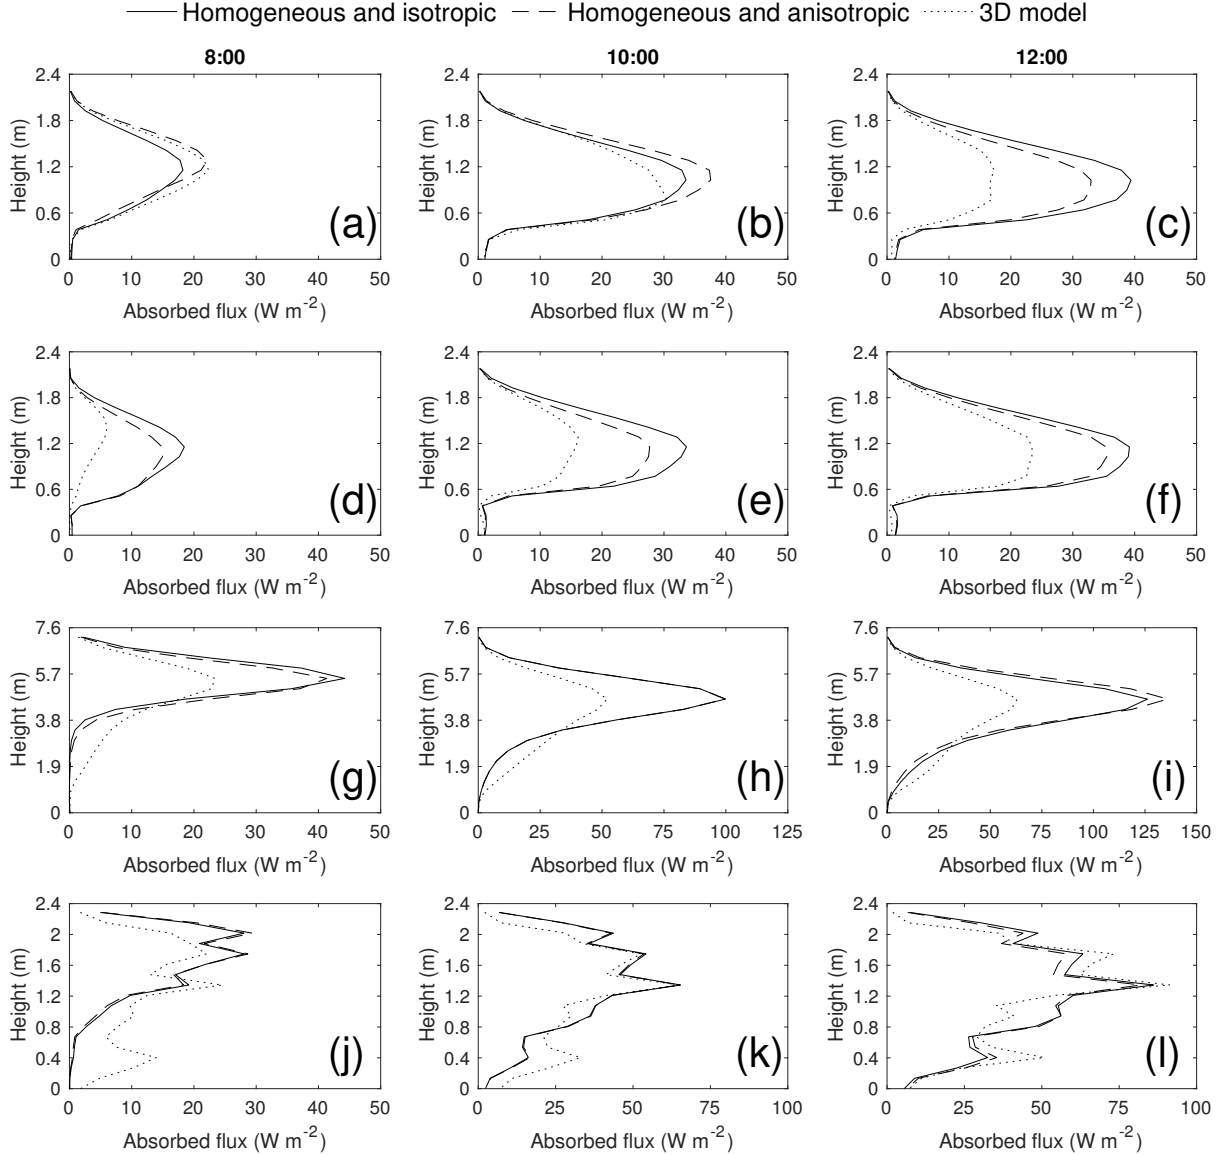 Homogeneous and isotropic Homogeneous and anisotropic 3D model
8:00 10:00 12:00
2.4 2.4 2.4
1.8 1.8 1.8
1.2 1.2 1.2
0.6 0.6 0.6
0 0 0
Height (m) Height (m) Height (m)
(a) (b) (c)
0 10 20 30 40 50 0 10 20 30 40 50 0 10 20 30 40 50
Absorbed flux (W m-2) Absorbed flux (W m-2) Absorbed flux (W m-2)
2.4 2.4 2.4
1.8 1.8 1.8
1.2 1.2 1.2
0.6 0.6 0.6
0 0 0
Height (m) Height (m) Height (m)
(d) (e) (f)
0 10 20 30 40 50 0 10 20 30 40 50 0 10 20 30 40 50
Absorbed flux (W m-2) Absorbed flux (W m-2) Absorbed flux (W m-2)
7.6 7.6 7.6
5.7 5.7 5.7
3.8 3.8 3.8
1.9 1.9 1.9
0 0 0
Height (m) Height (m) Height (m)
(g) (h) (i)
0 10 20 30 40 50 0 25 50 75 100 125 0 25 50 75 100 125 150
Absorbed flux (W m-2) Absorbed flux (W m-2) Absorbed flux (W m-2)
2.4 2.4 2.4
2 2 2
1.6 1.6 1.6
1.2 1.2 1.2
0.8 0.8 0.8
0.4 0.4 0.4
0 0 0
Height (m) Height (m) Height (m)
(j) (k) (l)
0 10 20 30 40 50 0 25 50 75 100 0 25 50 75 100
Absorbed flux (W m-2) Absorbed flux (W m-2) Absorbed flux (W m-2)